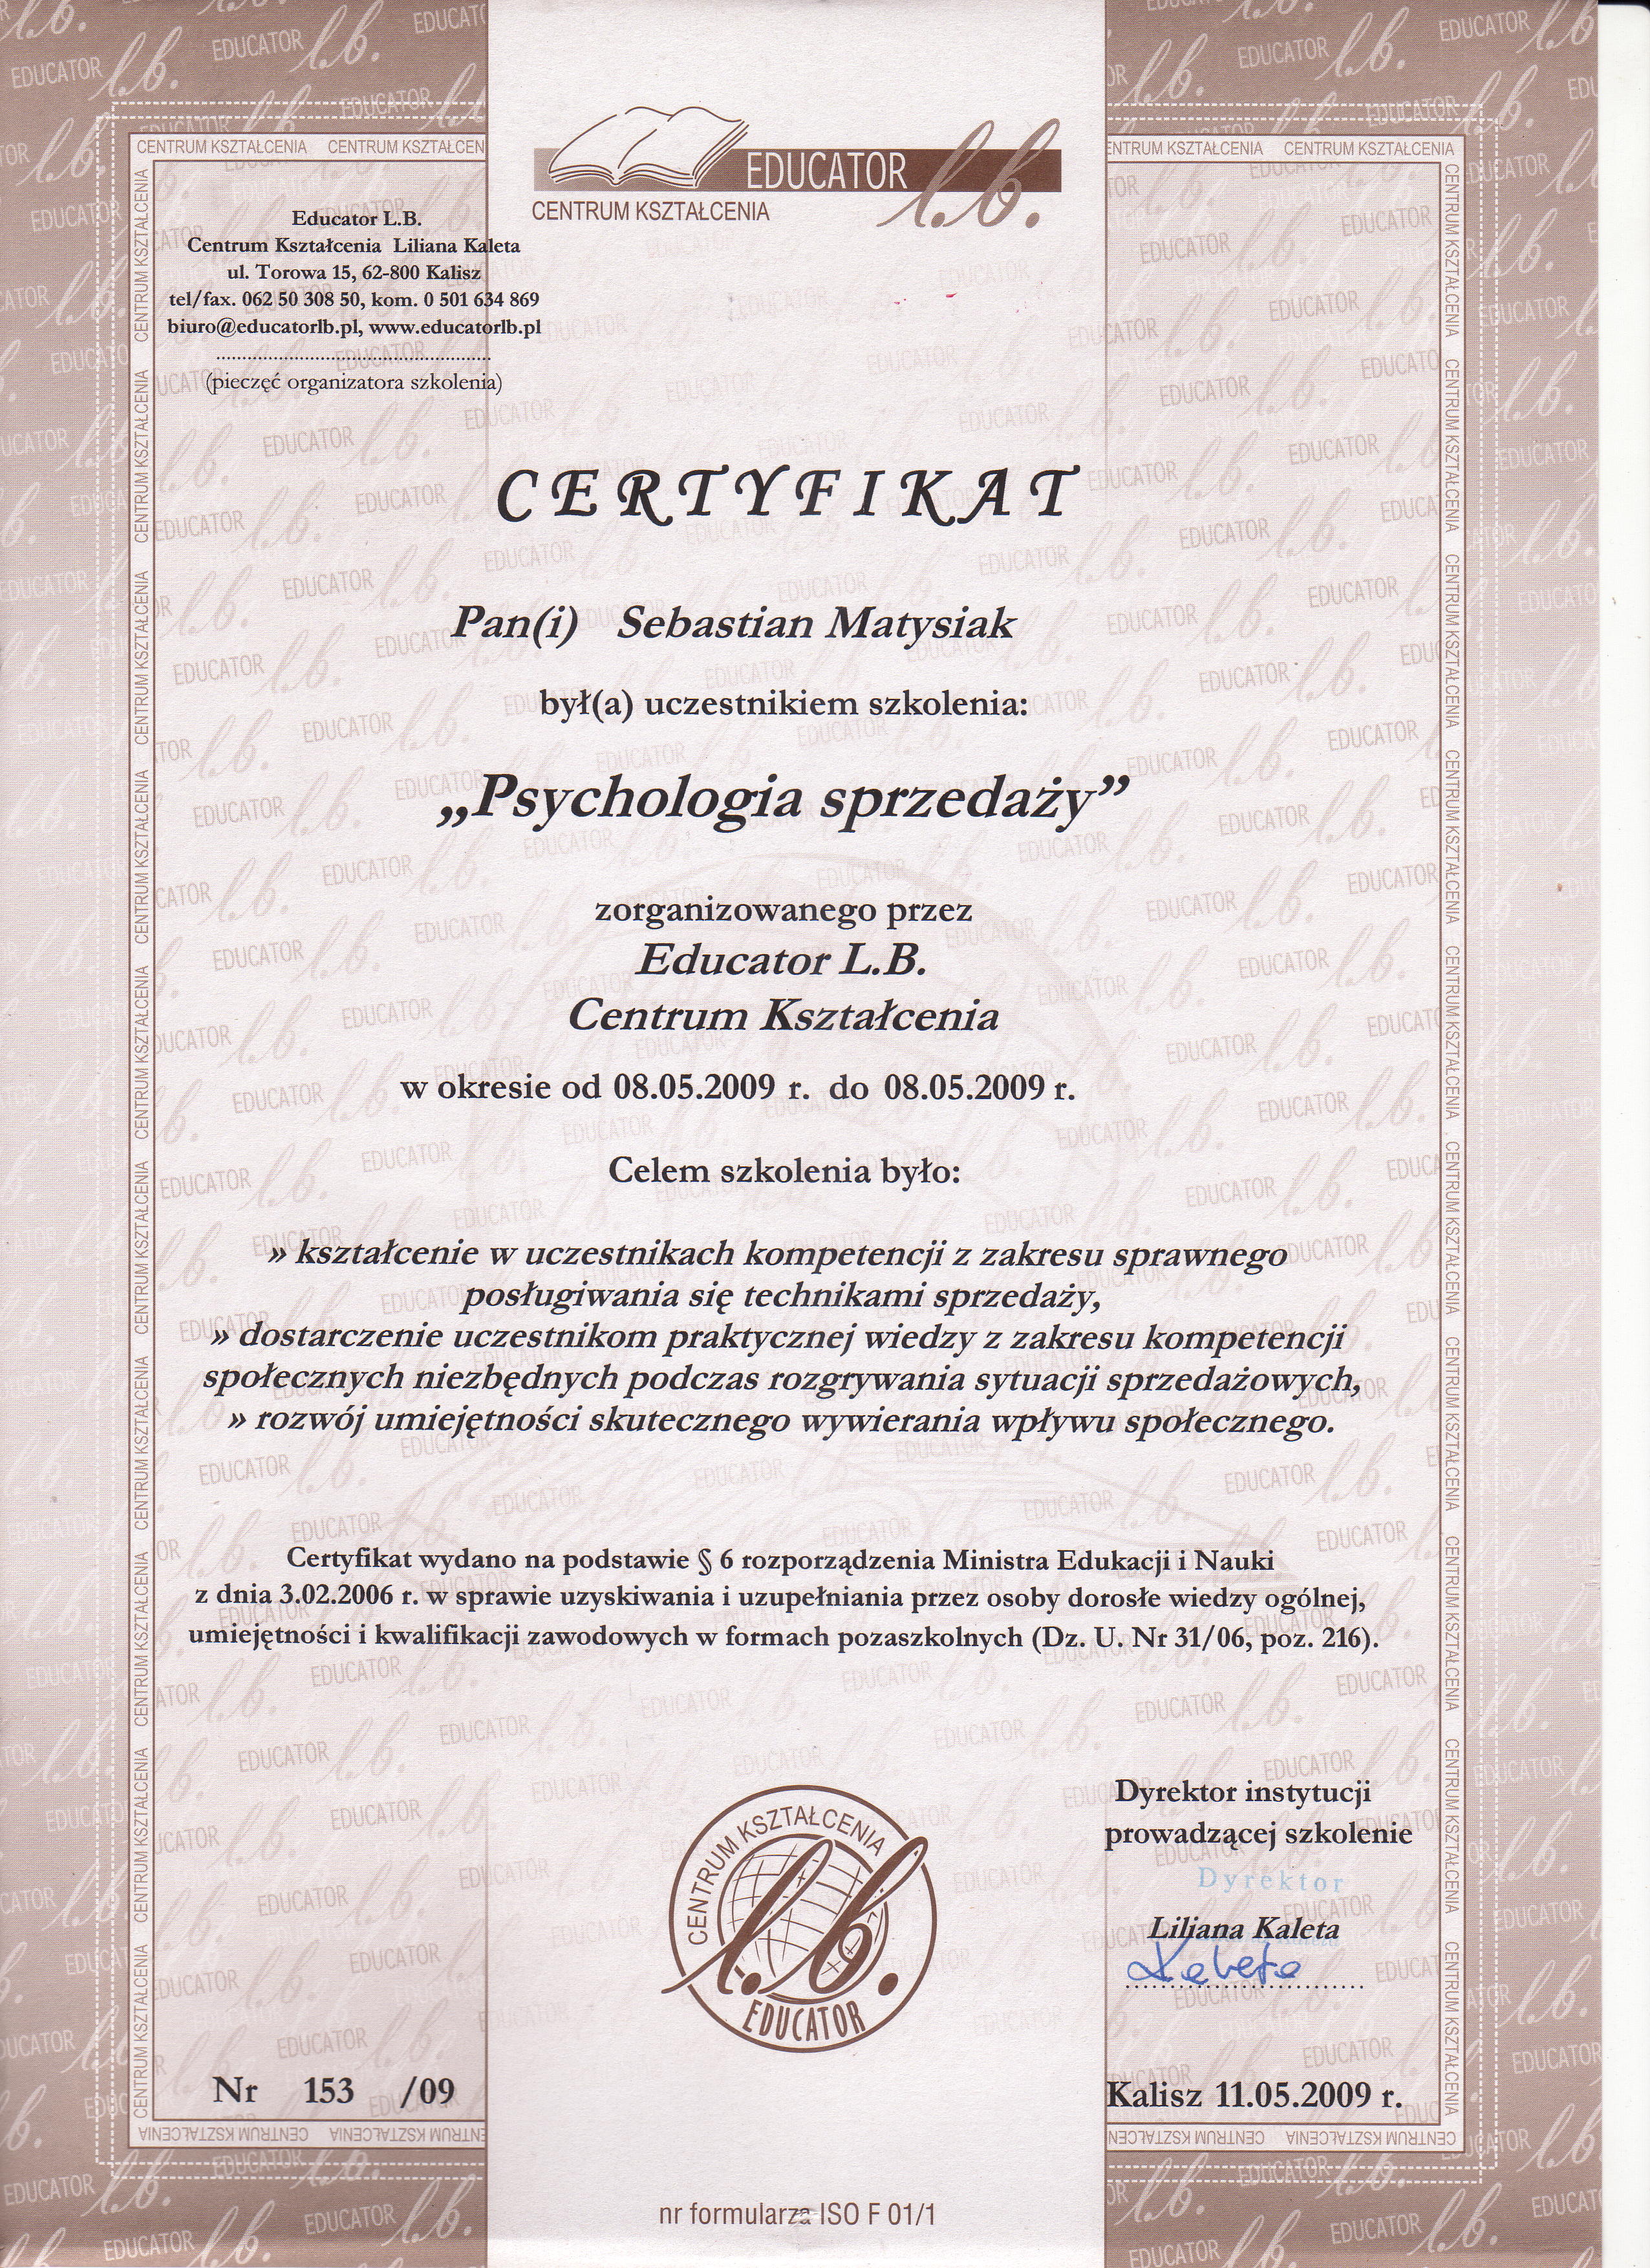 EDUCATOR l.b.
CENTRUM KSZTAŁCENIA
Educator L.B.
Centrum Kształcenia Liliana Kaleta
ul. Torowa 15, 62-800 Kalisz
tel/fax. 062 50 308 50, kom. 0 501 634 869
biuro@educatorlb.pl, www.educatorlb.pl
(pieczęć organizatora szkolenia)
CERTYFIKAT
Pan(i) Sebastian Matysiak
był(a) uczestnikiem szkolenia:
„Psychologia sprzedaży”
zorganizowanego przez
Educator L.B.
Centrum Kształcenia
w okresie od 08.05.2009 r. do 08.05.2009 r.
Celem szkolenia było:
» kształcenie w uczestnikach kompetencji z zakresu sprawnego
posługiwania się technikami sprzedaży,
» dostarczenie uczestnikom praktycznej wiedzy z zakresu kompetencji
społecznych niezbędnych podczas rozgrywania sytuacji sprzedażowych,
» rozwój umiejętności skutecznego wywierania wpływu społecznego.
Certyfikat wydano na podstawie § 6 rozporządzenia Ministra Edukacji i Nauki
z dnia 3.02.2006 r. w sprawie uzyskiwania i uzupełniania przez osoby dorosłe wiedzy ogólnej,
umiejętności i kwalifikacji zawodowych w formach pozaszkolnych (Dz. U. Nr 31/06, poz. 216).
Dyrektor instytucji
prowadzącej szkolenie
Dyrektor
Liliana Kaleta
Kaleta
CENTRUM KSZTAŁCENIA
l.b.
EDUCATOR
Nr 153 /09
Kalisz 11.05.2009 r.
nr formularza ISO F 01/1